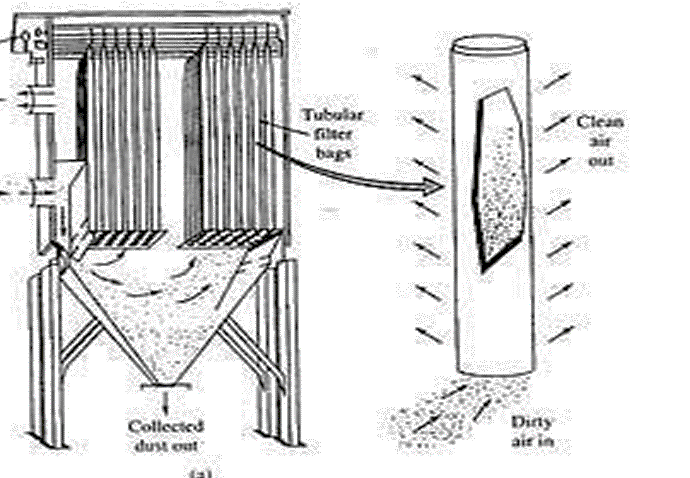 Tubular
filter
bags
Clean
air
out
Collected
dust out
Dirty
air in
(a)